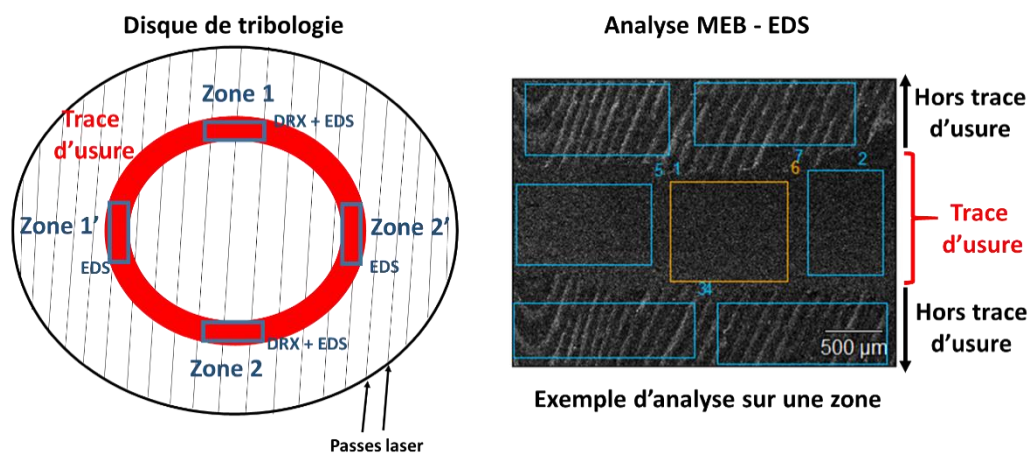 Disque de tribologie
Zone 1
DRX + EDS
Trace
d'usure
Zone 1'
EDS
Zone 2'
EDS
DRX + EDS
Zone 2
Passes laser
Analyse MEB - EDS
Hors trace
d'usure
5 1
7
6
2
Trace
d'usure
34
500 µm
Hors trace
d'usure
Exemple d'analyse sur une zone